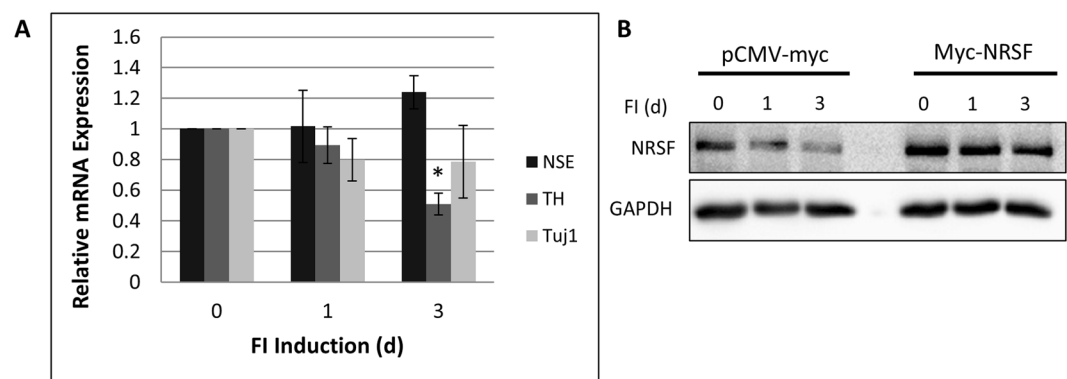 A
Relative mRNA Expression
1.6
1.4
1.2
1
0.8
0.6
0.4
0.2
0
*
0 1 3
FI Induction (d)
NSE
TH
Tuj1
B
pCMV-myc Myc-NRSF
FI (d) 0 1 3 0 1 3
NRSF
GAPDH